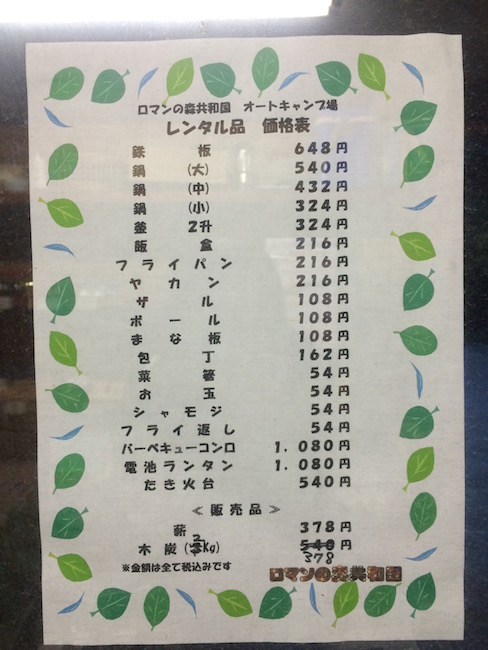 ロマンの森共和国 オートキャンプ場
レンタル品 価格表
鉄板 648円
鍋(大) 540円
鍋(中) 432円
鍋(小) 324円
釜 2升 324円
飯盒 216円
フライパン 216円
ヤカン 216円
ザル 108円
ボール 108円
まな板 108円
包丁 162円
菜箸 54円
お玉 54円
シャモジ 54円
フライ返し 54円
バーベキューコンロ 1.080円
電池ランタン 1.080円
たき火台 540円
≪販売品≫
薪 378円
木炭(2Kg) 540円
378
※金額は全て税込みです
ロマンの森共和国